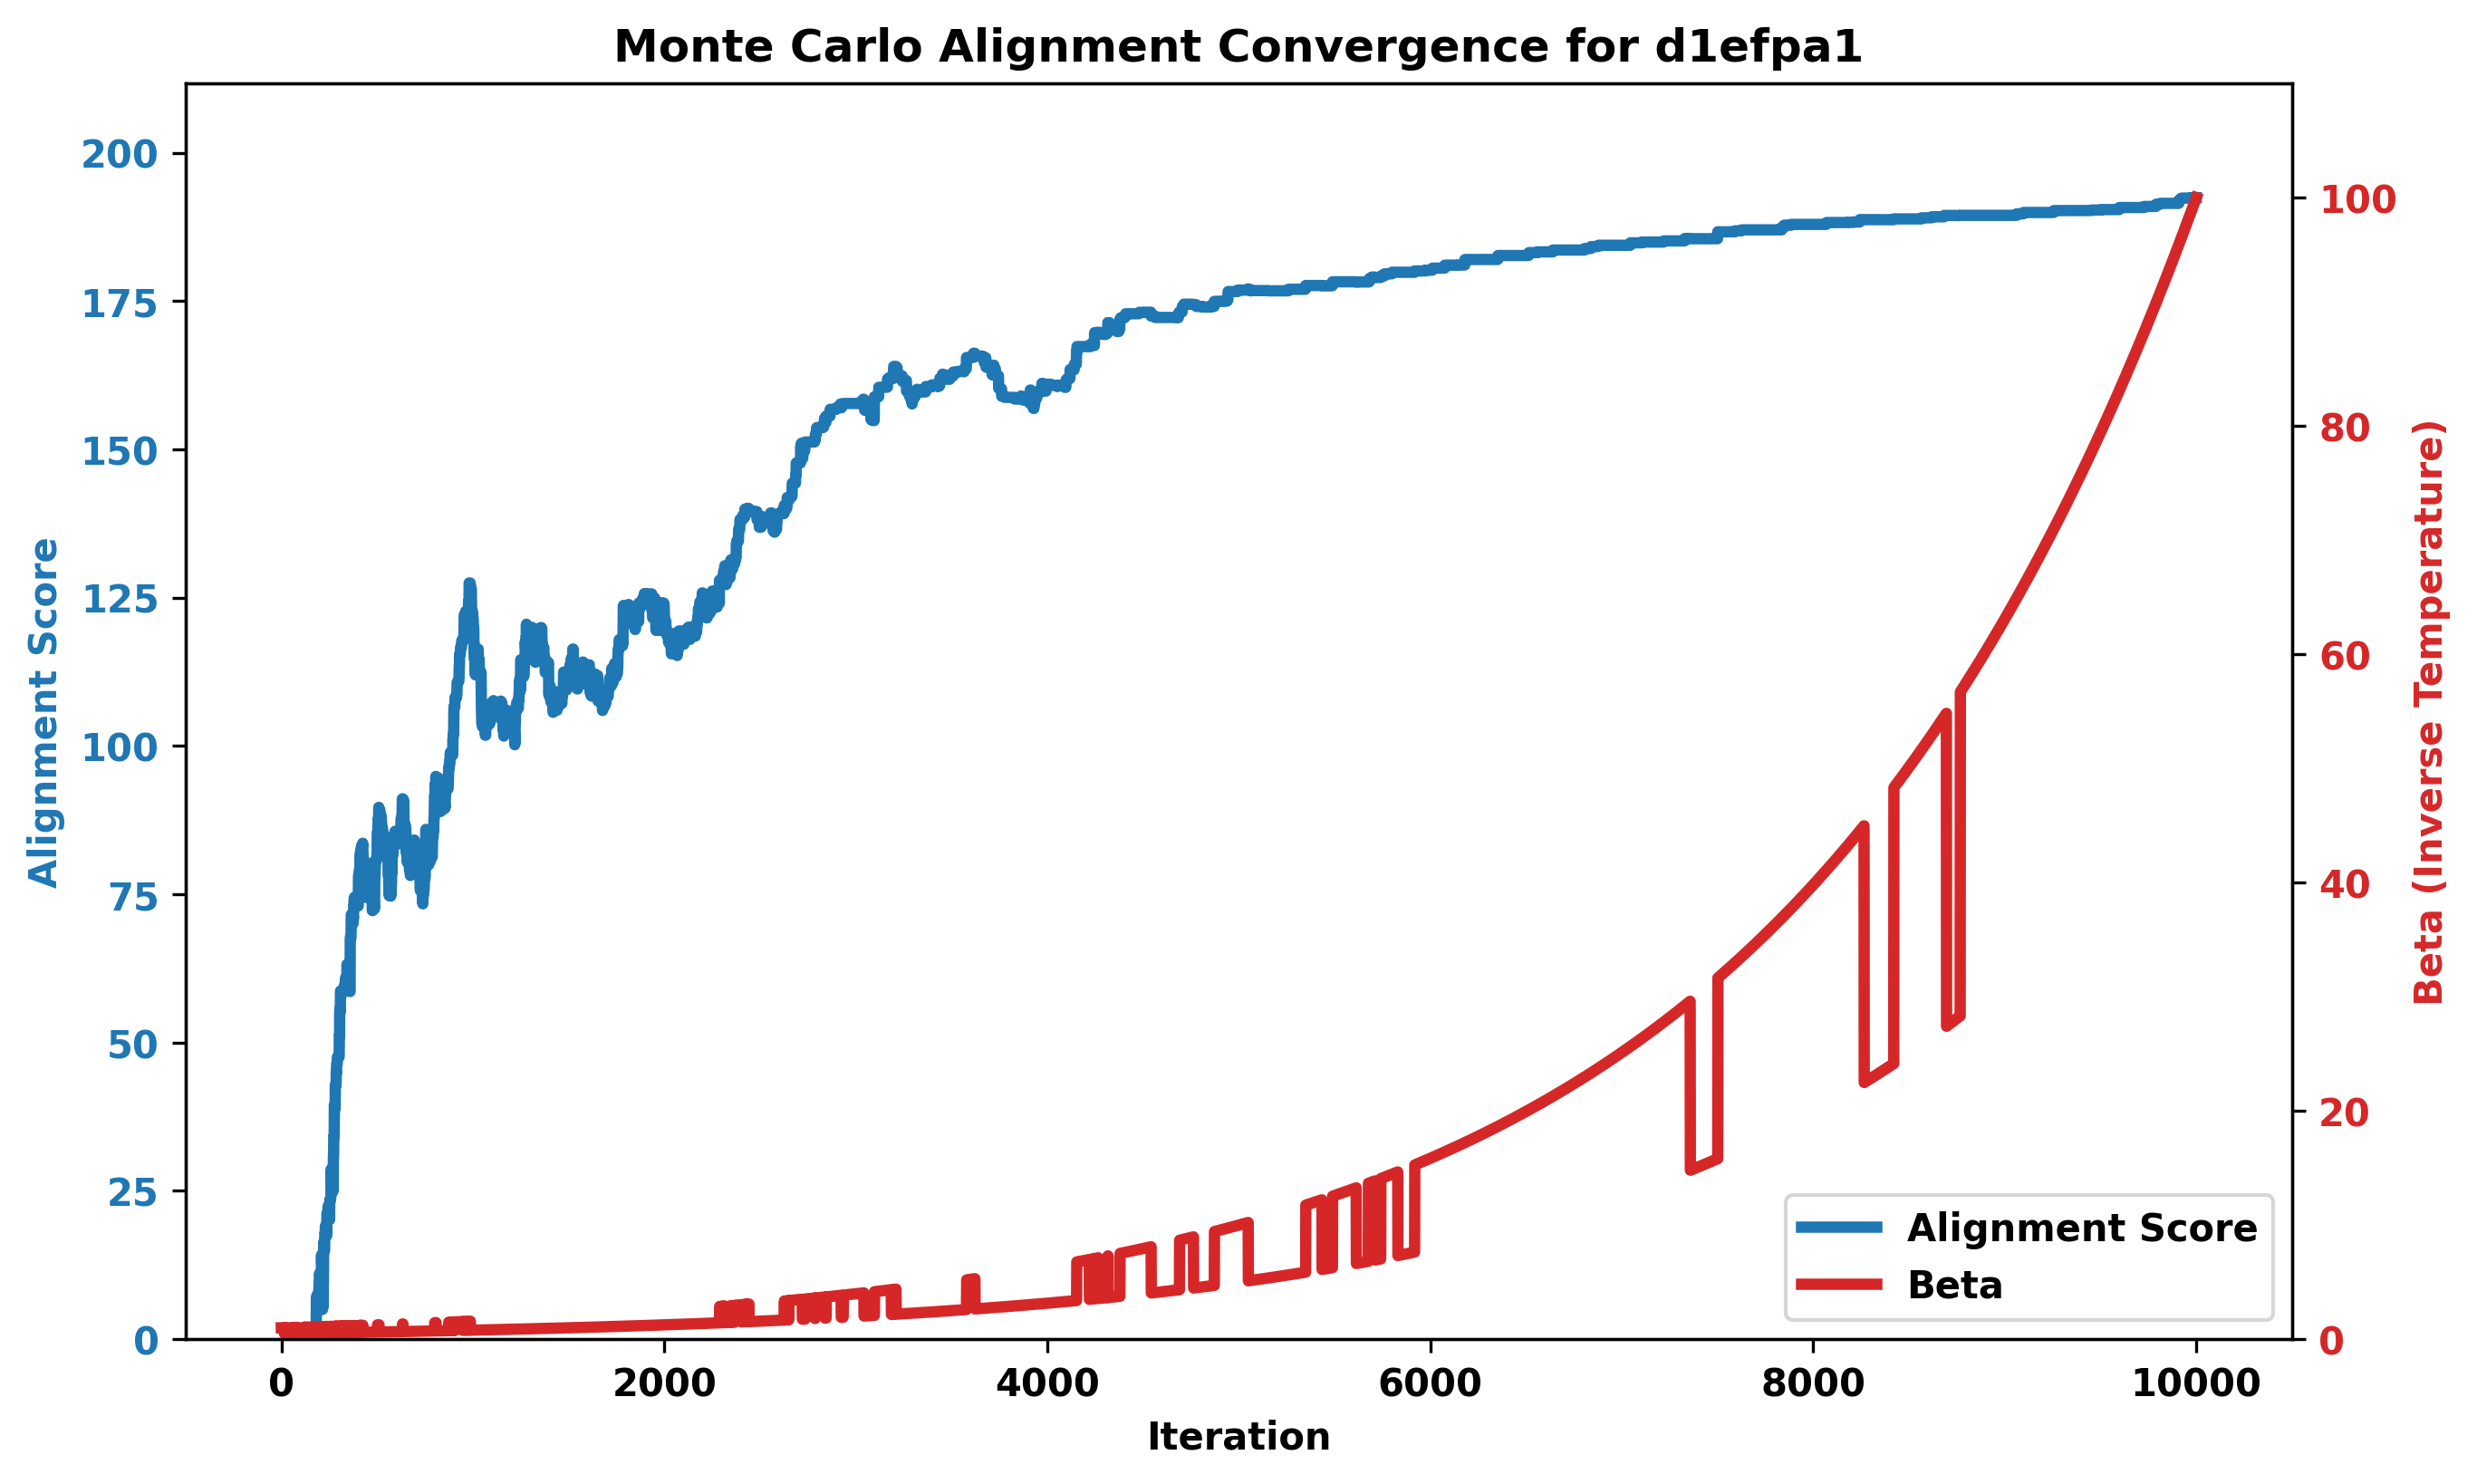 Monte Carlo Alignment Convergence for d1efpa1
200
175
150
125
100
75
50
25
0
Alignment Score
100
80
60
40
20
0
Beta (Inverse Temperature)
Alignment Score
Beta
0 2000 4000 6000 8000 10000
Iteration